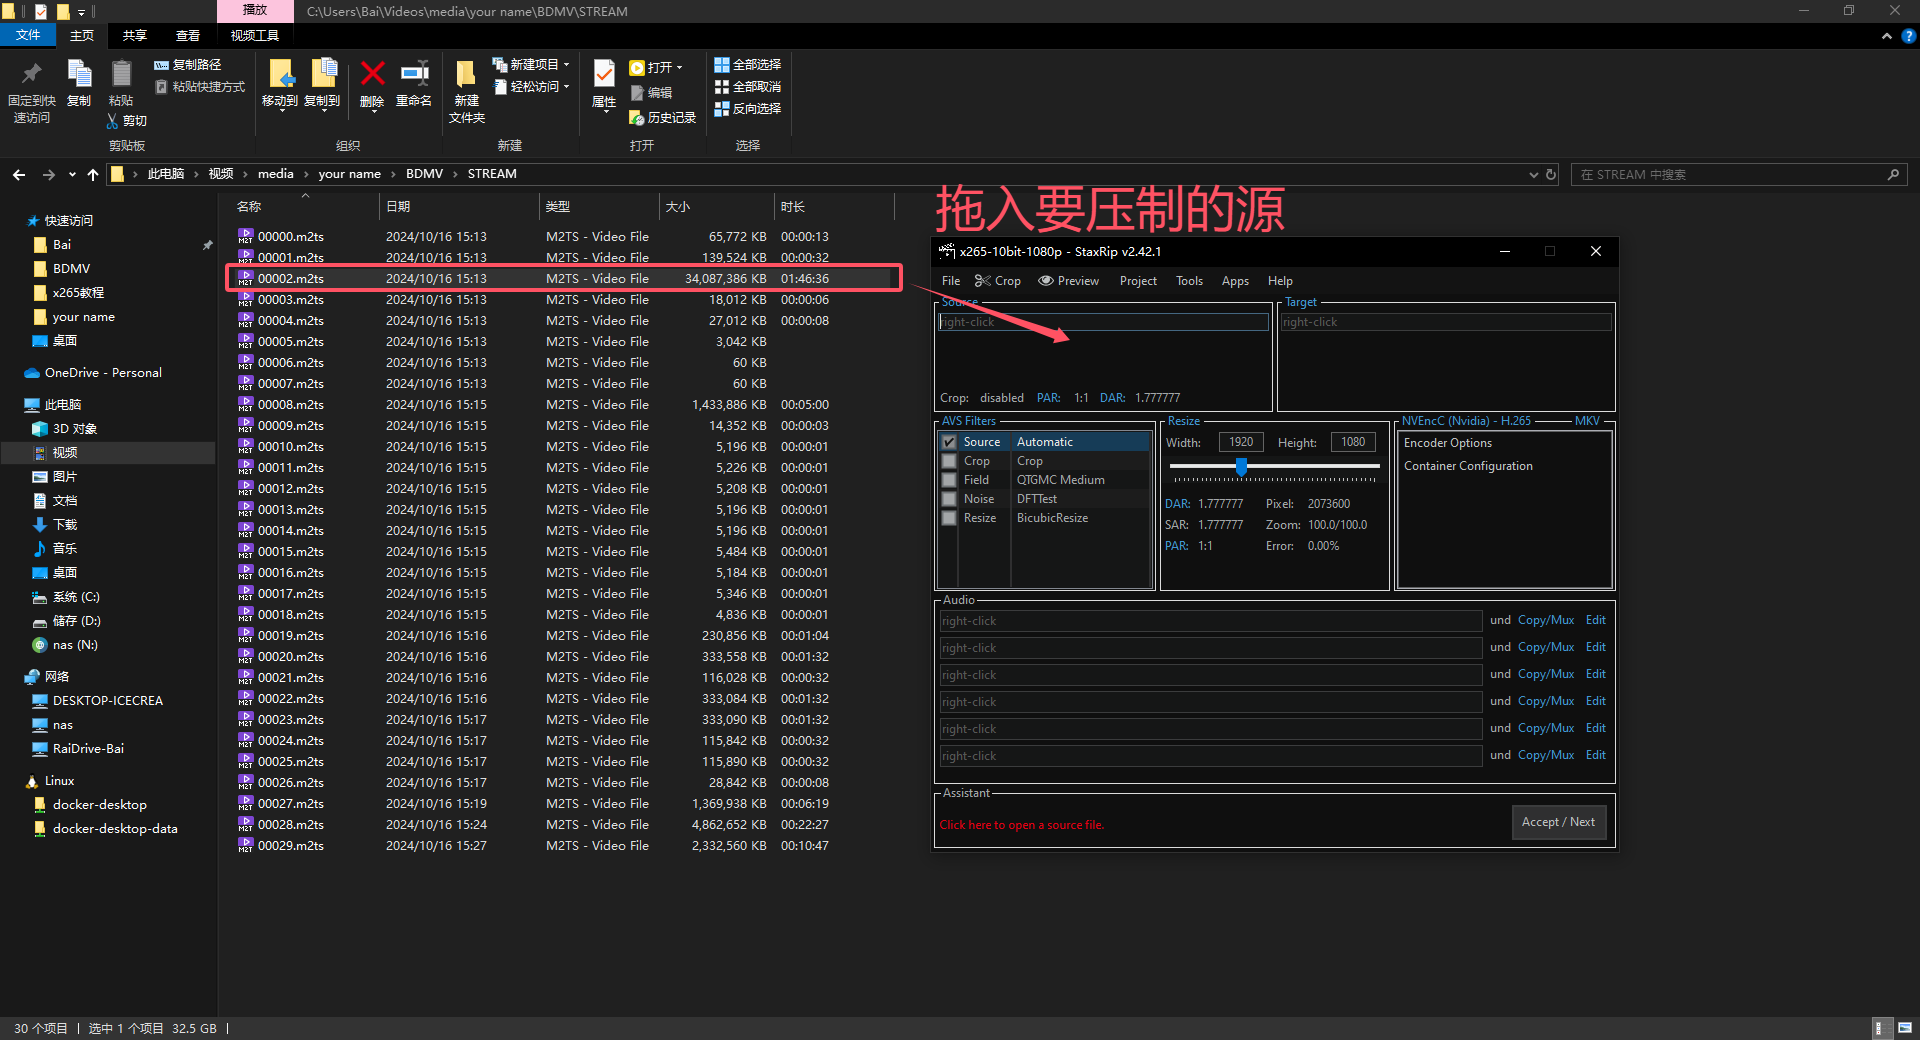 播放
C:\Users\Bai\Videos\media\your name\BDMV\STREAM
文件 主页 共享 查看 视频工具
固定到快速访问
复制
粘贴
复制路径
粘贴快捷方式
剪切
剪贴板
移动到
复制到
删除
重命名
组织
新建文件夹
新建项目
轻松访问
新建
属性
打开
编辑
历史记录
打开
全部选择
全部取消
反向选择
选择
此电脑 › 视频 › media › your name › BDMV › STREAM
在 STREAM 中搜索
快速访问
Bai
BDMV
x265教程
your name
桌面
OneDrive - Personal
此电脑
3D 对象
视频
图片
文档
下载
音乐
桌面
系统 (C:)
储存 (D:)
nas (N:)
网络
DESKTOP-ICECREA
nas
RaiDrive-Bai
Linux
docker-desktop
docker-desktop-data
名称 日期 类型 大小 时长
00000.m2ts 2024/10/16 15:13 M2TS - Video File 65,772 KB 00:00:13
00001.m2ts 2024/10/16 15:13 M2TS - Video File 139,524 KB 00:00:32
00002.m2ts 2024/10/16 15:13 M2TS - Video File 34,087,386 KB 01:46:36
00003.m2ts 2024/10/16 15:13 M2TS - Video File 18,012 KB 00:00:06
00004.m2ts 2024/10/16 15:13 M2TS - Video File 27,012 KB 00:00:08
00005.m2ts 2024/10/16 15:13 M2TS - Video File 3,042 KB
00006.m2ts 2024/10/16 15:13 M2TS - Video File 60 KB
00007.m2ts 2024/10/16 15:13 M2TS - Video File 60 KB
00008.m2ts 2024/10/16 15:15 M2TS - Video File 1,433,886 KB 00:05:00
00009.m2ts 2024/10/16 15:15 M2TS - Video File 14,352 KB 00:00:03
00010.m2ts 2024/10/16 15:15 M2TS - Video File 5,196 KB 00:00:01
00011.m2ts 2024/10/16 15:15 M2TS - Video File 5,226 KB 00:00:01
00012.m2ts 2024/10/16 15:15 M2TS - Video File 5,208 KB 00:00:01
00013.m2ts 2024/10/16 15:15 M2TS - Video File 5,196 KB 00:00:01
00014.m2ts 2024/10/16 15:15 M2TS - Video File 5,196 KB 00:00:01
00015.m2ts 2024/10/16 15:15 M2TS - Video File 5,484 KB 00:00:01
00016.m2ts 2024/10/16 15:15 M2TS - Video File 5,184 KB 00:00:01
00017.m2ts 2024/10/16 15:15 M2TS - Video File 5,346 KB 00:00:01
00018.m2ts 2024/10/16 15:15 M2TS - Video File 4,836 KB 00:00:01
00019.m2ts 2024/10/16 15:16 M2TS - Video File 230,856 KB 00:01:04
00020.m2ts 2024/10/16 15:16 M2TS - Video File 333,558 KB 00:01:32
00021.m2ts 2024/10/16 15:16 M2TS - Video File 116,028 KB 00:00:32
00022.m2ts 2024/10/16 15:16 M2TS - Video File 333,084 KB 00:01:32
00023.m2ts 2024/10/16 15:17 M2TS - Video File 333,090 KB 00:01:32
00024.m2ts 2024/10/16 15:17 M2TS - Video File 115,842 KB 00:00:32
00025.m2ts 2024/10/16 15:17 M2TS - Video File 115,890 KB 00:00:32
00026.m2ts 2024/10/16 15:17 M2TS - Video File 28,842 KB 00:00:08
00027.m2ts 2024/10/16 15:19 M2TS - Video File 1,369,938 KB 00:06:19
00028.m2ts 2024/10/16 15:24 M2TS - Video File 4,862,652 KB 00:22:27
00029.m2ts 2024/10/16 15:27 M2TS - Video File 2,332,560 KB 00:10:47
拖入要压制的源
x265-10bit-1080p - StaxRip v2.42.1
File Crop Preview Project Tools Apps Help
Source
right-click
Crop: disabled PAR: 1:1 DAR: 1.777777
Target
right-click
AVS Filters
Source Automatic
Crop Crop
Field QTGMC Medium
Noise DFTTest
Resize BicubicResize
Resize
Width: 1920 Height: 1080
DAR: 1.777777 Pixel: 2073600
SAR: 1.777777 Zoom: 100.0/100.0
PAR: 1:1 Error: 0.00%
NVEncC (Nvidia) - H.265 MKV
Encoder Options
Container Configuration
Audio
right-click und Copy/Mux Edit
right-click und Copy/Mux Edit
right-click und Copy/Mux Edit
right-click und Copy/Mux Edit
right-click und Copy/Mux Edit
right-click und Copy/Mux Edit
Assistant
Click here to open a source file.
Accept / Next
30 个项目 | 选中 1 个项目 32.5 GB |